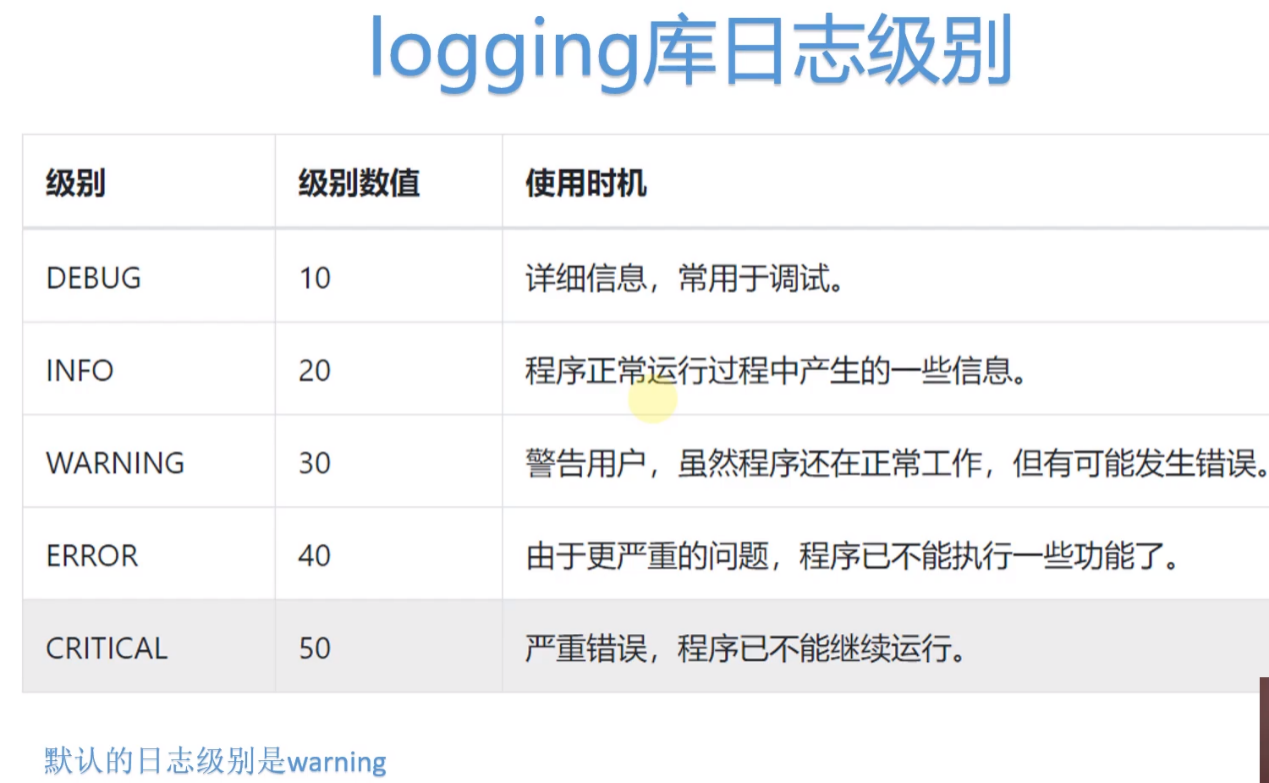 logging库日志级别
级别 级别数值 使用时机
DEBUG 10 详细信息，常用于调试。
INFO 20 程序正常运行过程中产生的一些信息。
WARNING 30 警告用户，虽然程序还在正常工作，但有可能发生错误。
ERROR 40 由于更严重的问题，程序已不能执行一些功能了。
CRITICAL 50 严重错误，程序已不能继续运行。
默认的日志级别是warning